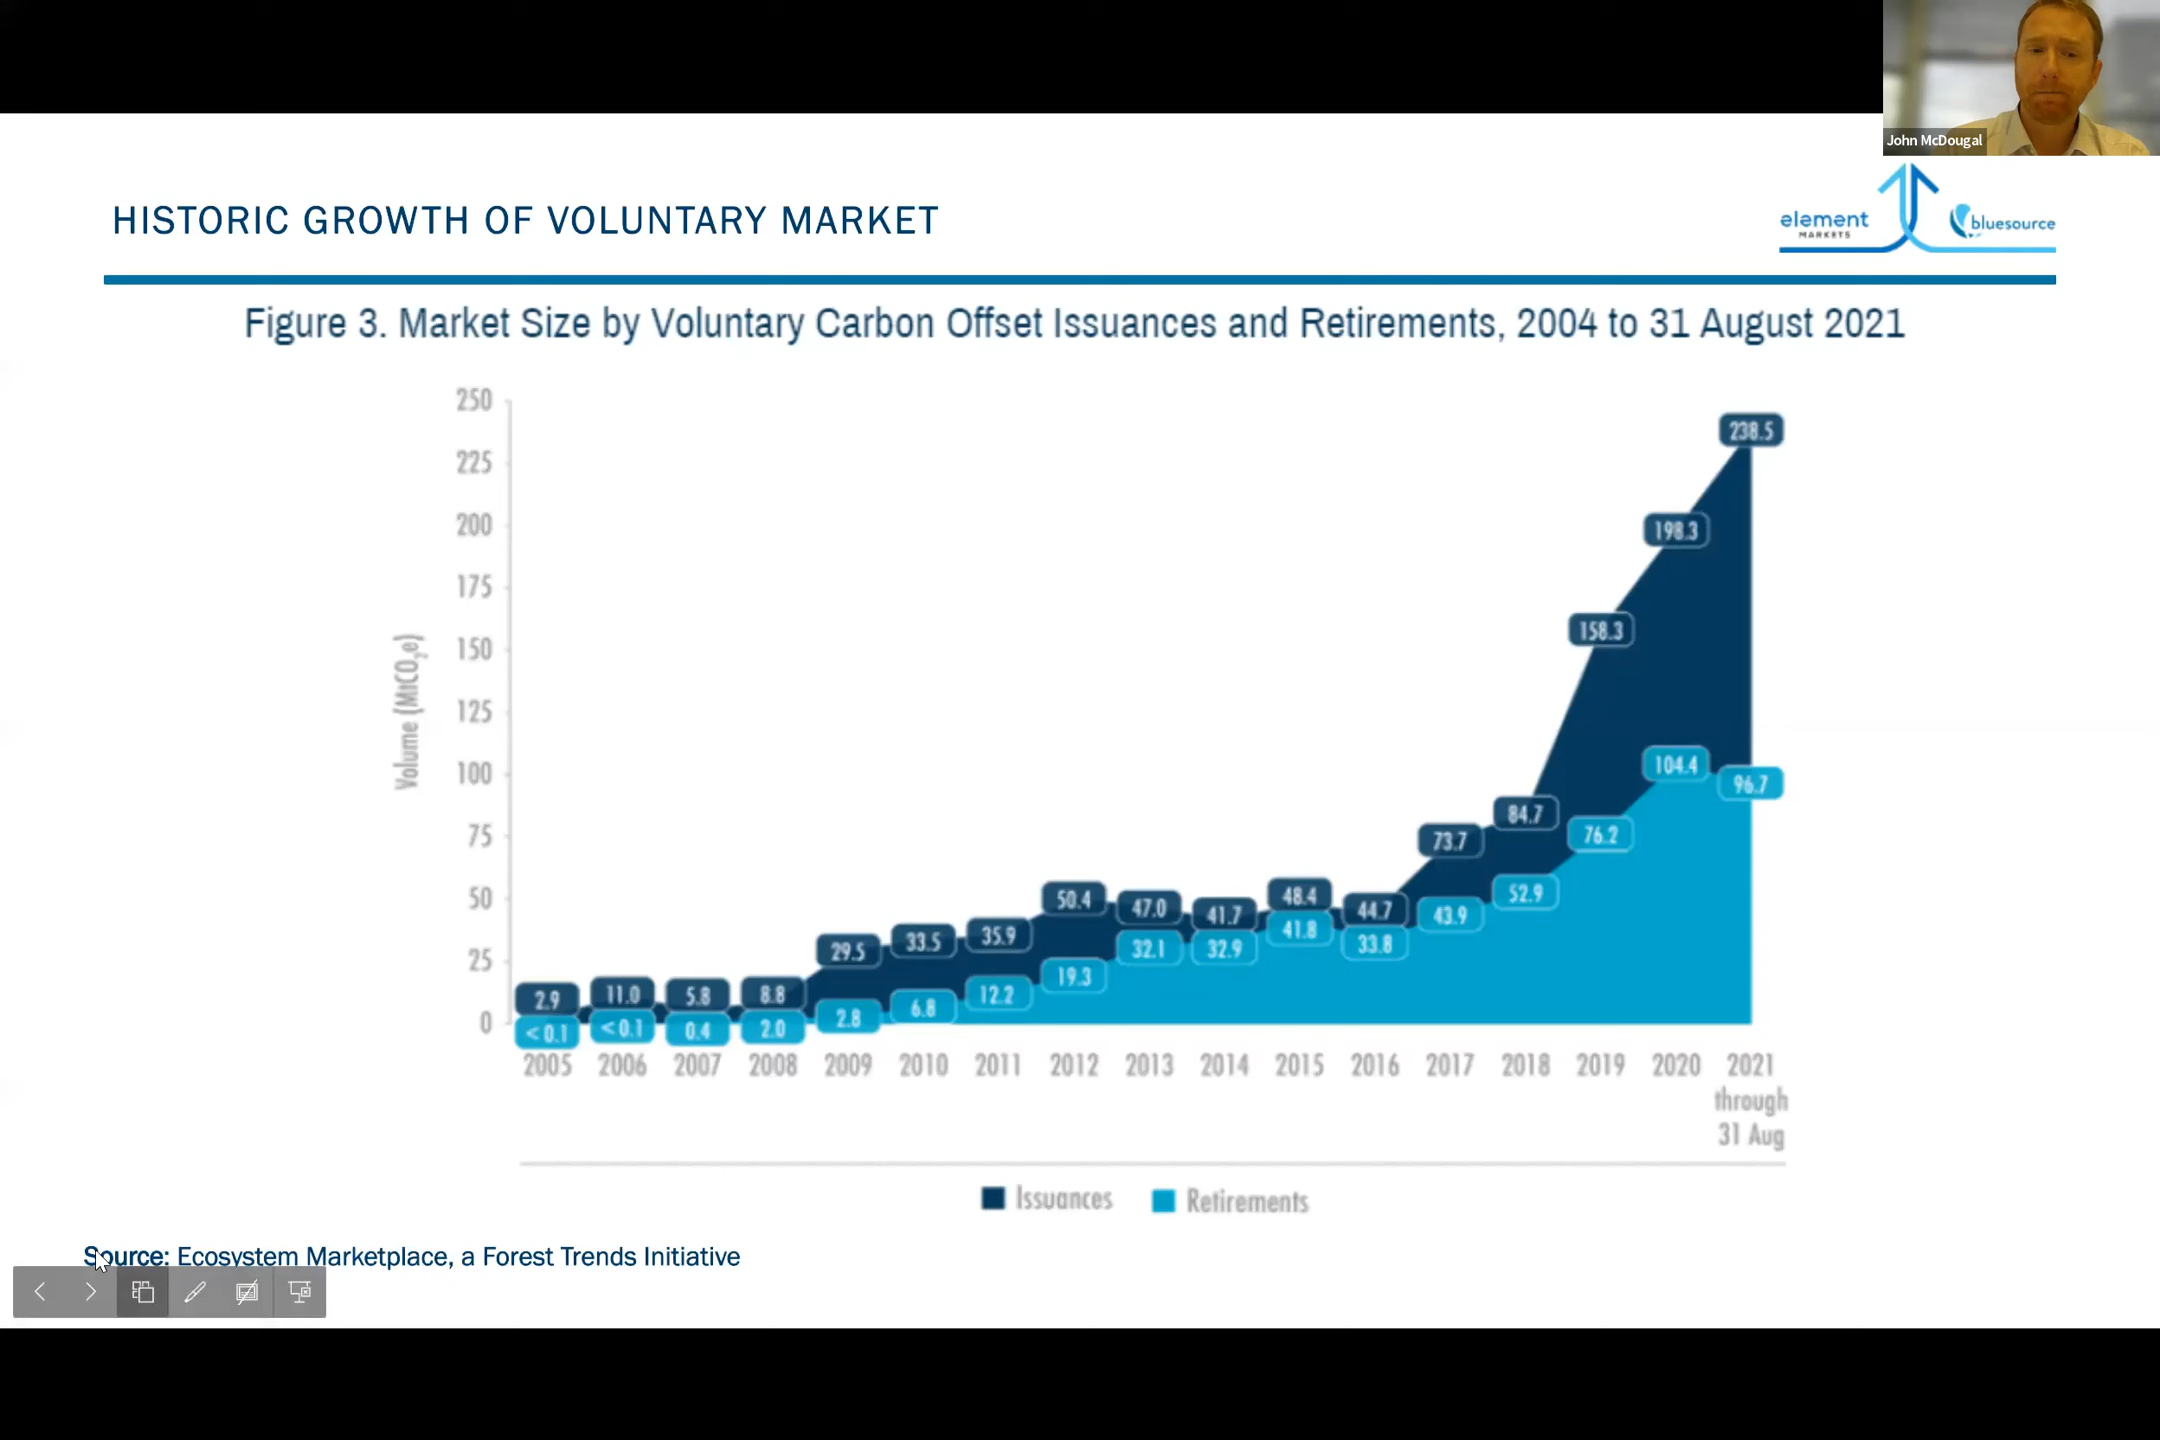 John McDougal
HISTORIC GROWTH OF VOLUNTARY MARKET
element
MARKETS
bluesource
Figure 3. Market Size by Voluntary Carbon Offset Issuances and Retirements, 2004 to 31 August 2021
Volume (MtCO₂e)
250
225
200
175
150
125
100
75
50
25
0
2.9 11.0 5.8 8.8 29.5 33.5 35.9 50.4 47.0 41.7 48.4 44.7 73.7 84.7 158.3 198.3 238.5
< 0.1 < 0.1 0.4 2.0 2.8 6.8 12.2 19.3 32.1 32.9 41.8 33.8 43.9 52.9 76.2 104.4 96.7
2005 2006 2007 2008 2009 2010 2011 2012 2013 2014 2015 2016 2017 2018 2019 2020 2021
through
31 Aug
Issuances Retirements
Source: Ecosystem Marketplace, a Forest Trends Initiative